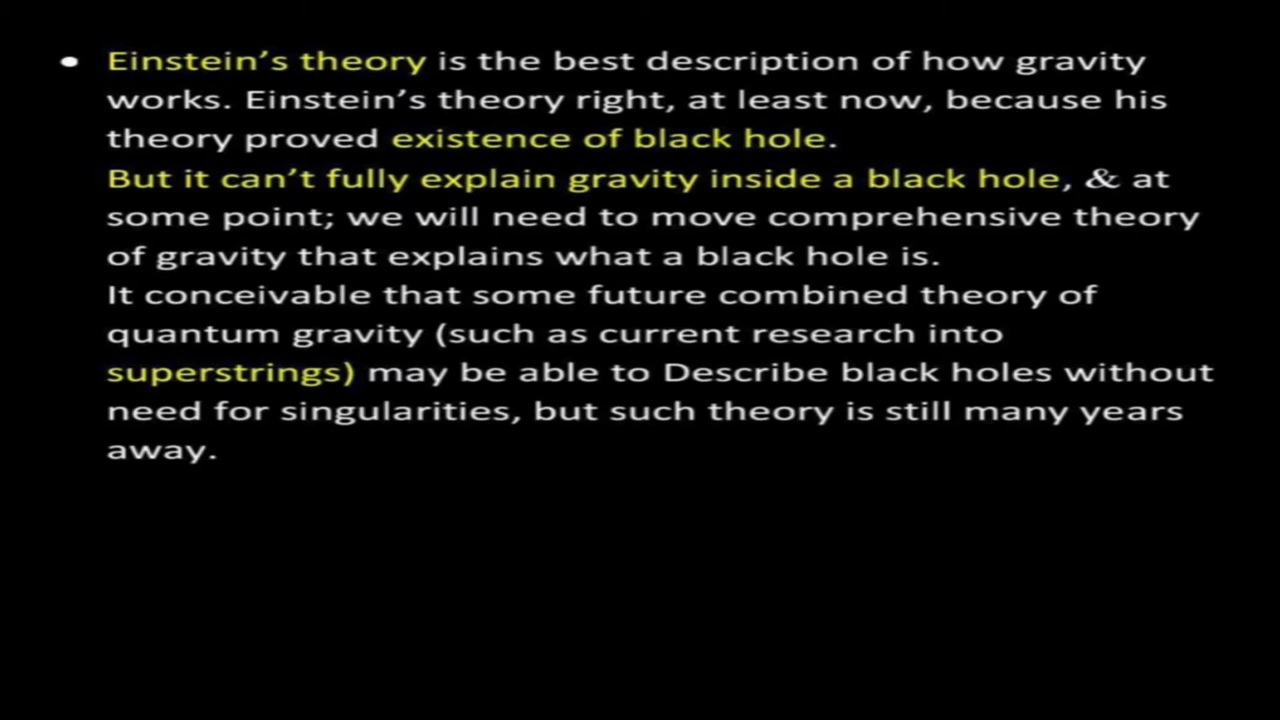 • Einstein’s theory is the best description of how gravity
works. Einstein’s theory right, at least now, because his
theory proved existence of black hole.
But it can’t fully explain gravity inside a black hole, & at
some point; we will need to move comprehensive theory
of gravity that explains what a black hole is.
It conceivable that some future combined theory of
quantum gravity (such as current research into
superstrings) may be able to Describe black holes without
need for singularities, but such theory is still many years
away.